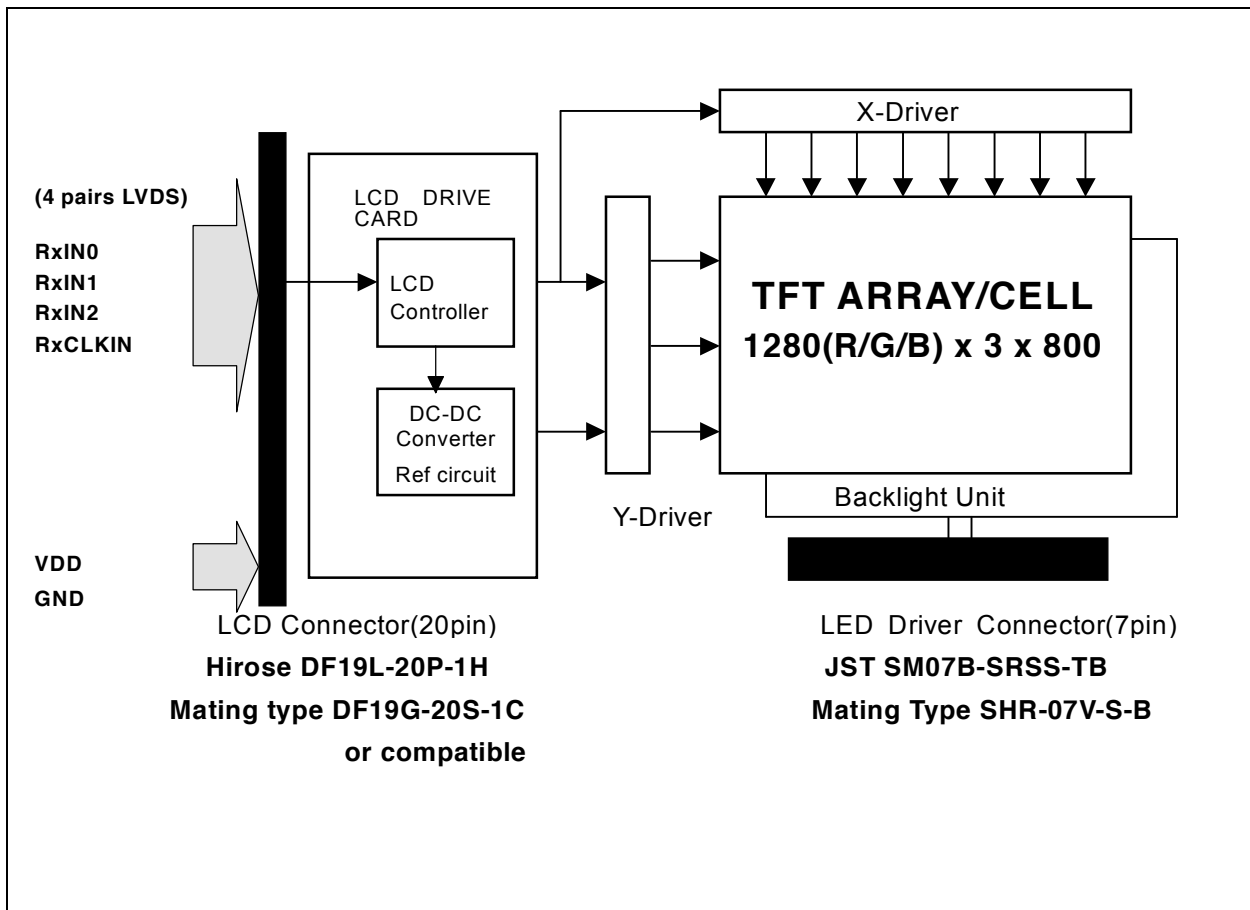 X-Driver
(4 pairs LVDS)
RxIN0
RxIN1
RxIN2
RxCLKIN
LCD DRIVE
CARD
LCD
Controller
DC-DC
Converter
Ref circuit
TFT ARRAY/CELL
1280(R/G/B) x 3 x 800
Backlight Unit
Y-Driver
VDD
GND
LCD Connector(20pin)
Hirose DF19L-20P-1H
Mating type DF19G-20S-1C
or compatible
LED Driver Connector(7pin)
JST SM07B-SRSS-TB
Mating Type SHR-07V-S-B